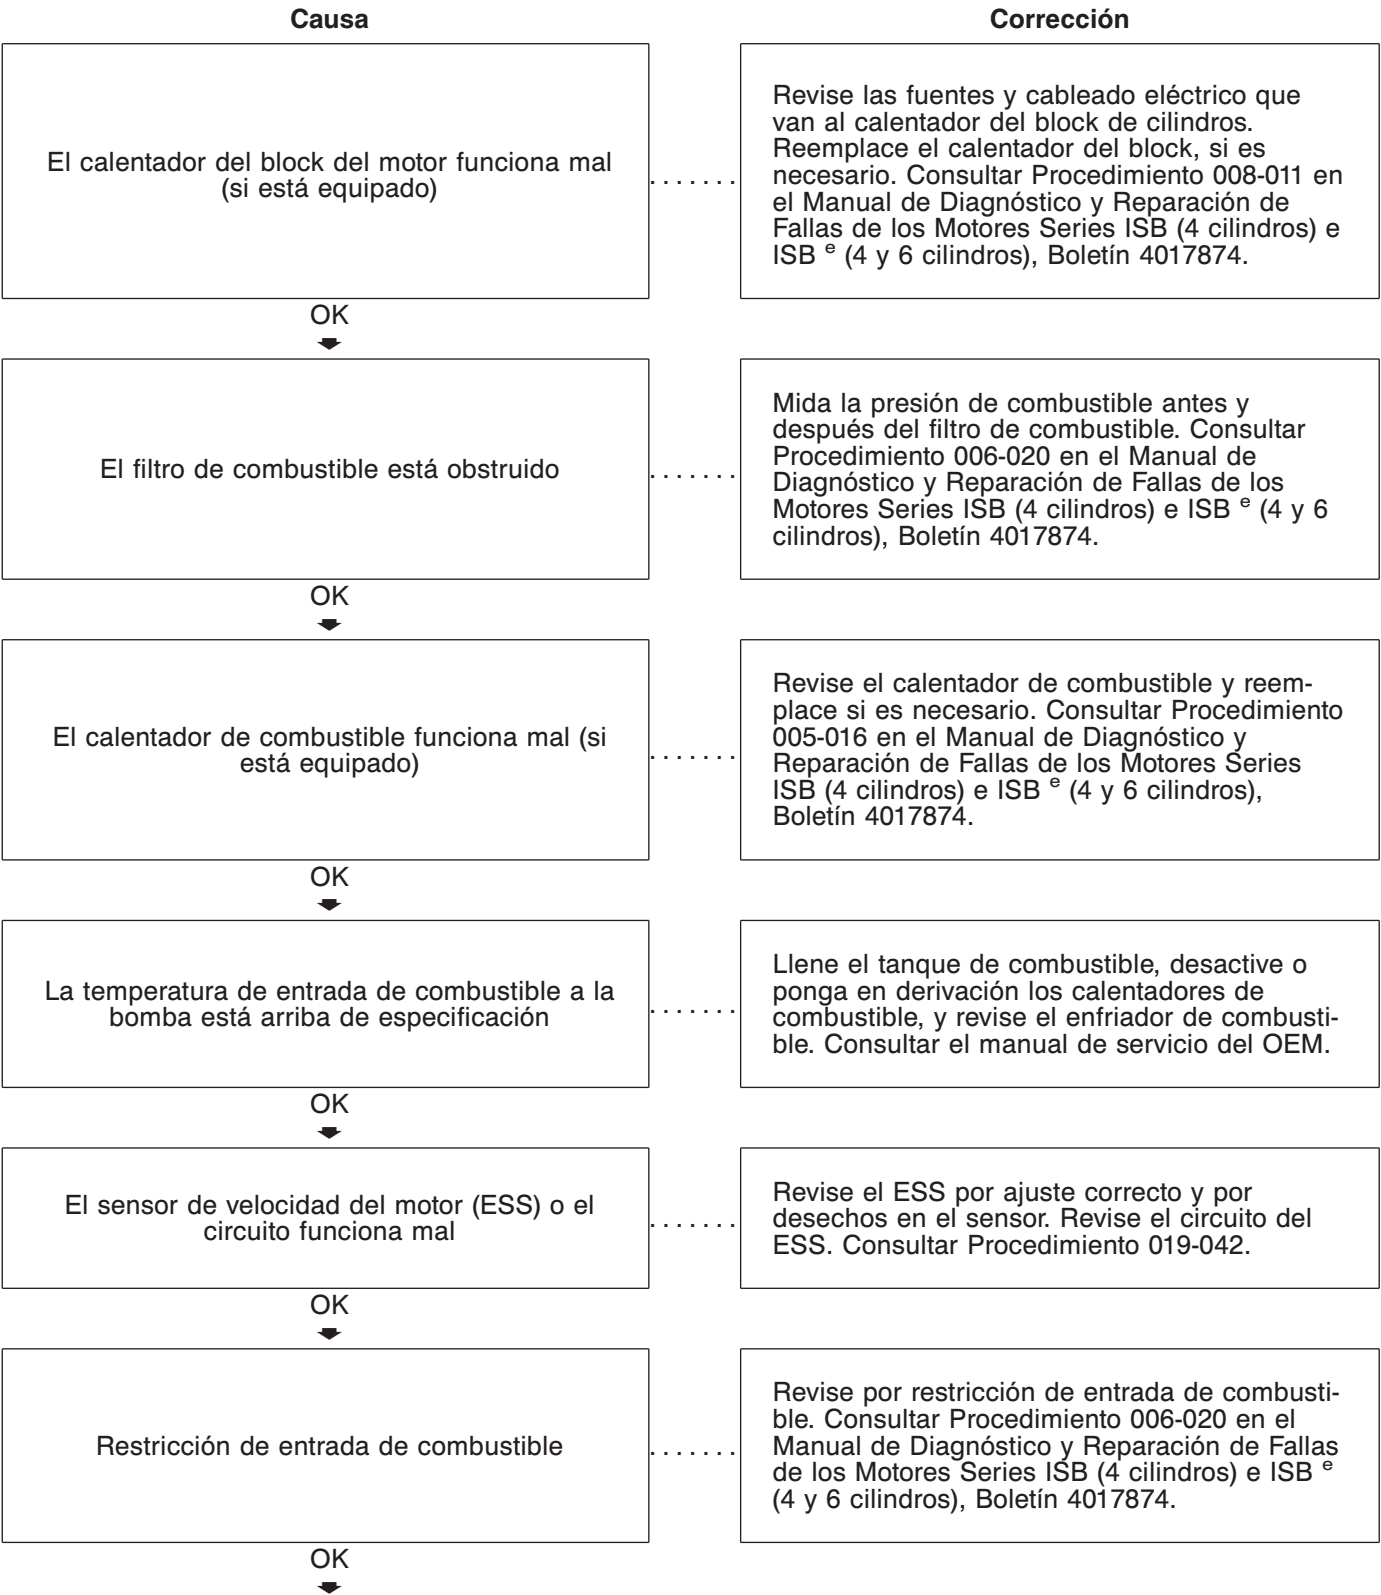 Causa
Corrección
El calentador del block del motor funciona mal
(si está equipado)
.......
Revise las fuentes y cableado eléctrico que
van al calentador del block de cilindros.
Reemplace el calentador del block, si es
necesario. Consultar Procedimiento 008-011 en
el Manual de Diagnóstico y Reparación de
Fallas de los Motores Series ISB (4 cilindros) e
ISB e (4 y 6 cilindros), Boletín 4017874.
OK
El filtro de combustible está obstruido
.......
Mida la presión de combustible antes y
después del filtro de combustible. Consultar
Procedimiento 006-020 en el Manual de
Diagnóstico y Reparación de Fallas de los
Motores Series ISB (4 cilindros) e ISB e (4 y 6
cilindros), Boletín 4017874.
OK
El calentador de combustible funciona mal (si
está equipado)
.......
Revise el calentador de combustible y reem-
place si es necesario. Consultar Procedimiento
005-016 en el Manual de Diagnóstico y
Reparación de Fallas de los Motores Series
ISB (4 cilindros) e ISB e (4 y 6 cilindros),
Boletín 4017874.
OK
La temperatura de entrada de combustible a la
bomba está arriba de especificación
.......
Llene el tanque de combustible, desactive o
ponga en derivación los calentadores de
combustible, y revise el enfriador de combusti-
ble. Consultar el manual de servicio del OEM.
OK
El sensor de velocidad del motor (ESS) o el
circuito funciona mal
.......
Revise el ESS por ajuste correcto y por
desechos en el sensor. Revise el circuito del
ESS. Consultar Procedimiento 019-042.
OK
Restricción de entrada de combustible
.......
Revise por restricción de entrada de combusti-
ble. Consultar Procedimiento 006-020 en el
Manual de Diagnóstico y Reparación de Fallas
de los Motores Series ISB (4 cilindros) e ISB e
(4 y 6 cilindros), Boletín 4017874.
OK